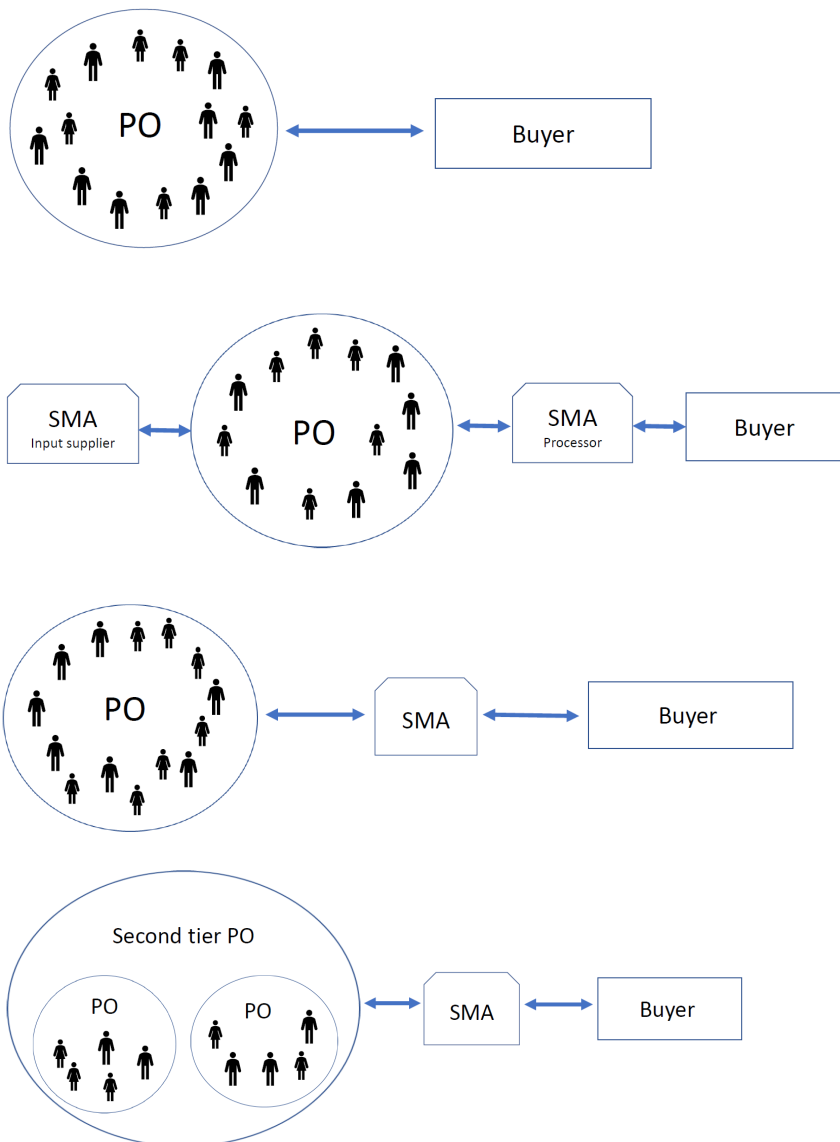 PO
Buyer
SMA
Input supplier
PO
SMA
Processor
Buyer
PO
SMA
Buyer
Second tier PO
PO
PO
SMA
Buyer